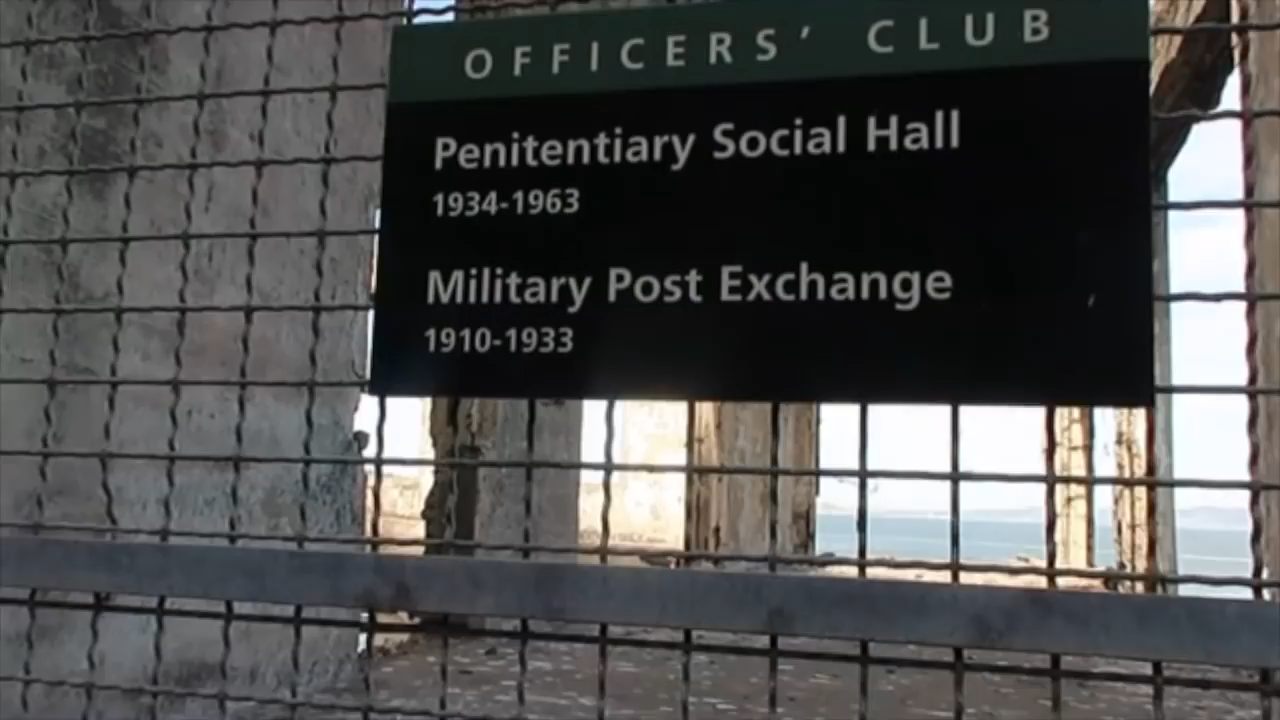 OFFICERS' CLUB
Penitentiary Social Hall
1934-1963
Military Post Exchange
1910-1933